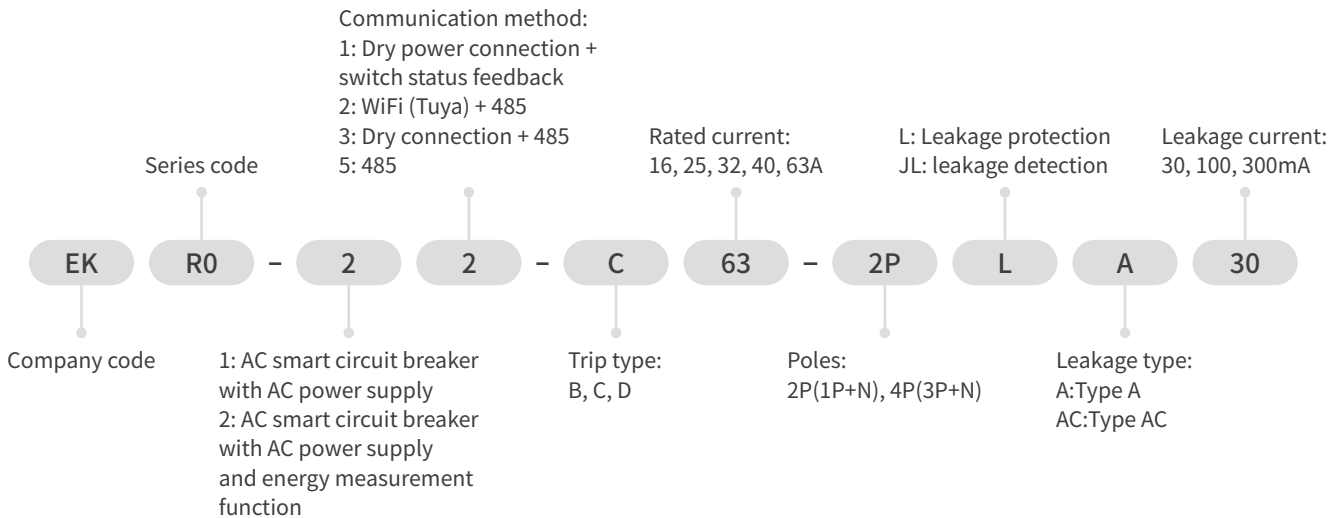 Communication method:
1: Dry power connection +
switch status feedback
2: WiFi (Tuya) + 485
3: Dry connection + 485
5: 485
Series code
Rated current:
16, 25, 32, 40, 63A
L: Leakage protection
JL: leakage detection
Leakage current:
30, 100, 300mA
EK R0 – 2 2 – C 63 – 2P L A 30
Company code
1: AC smart circuit breaker
with AC power supply
2: AC smart circuit breaker
with AC power supply
and energy measurement
function
Trip type:
B, C, D
Poles:
2P(1P+N), 4P(3P+N)
Leakage type:
A:Type A
AC:Type AC